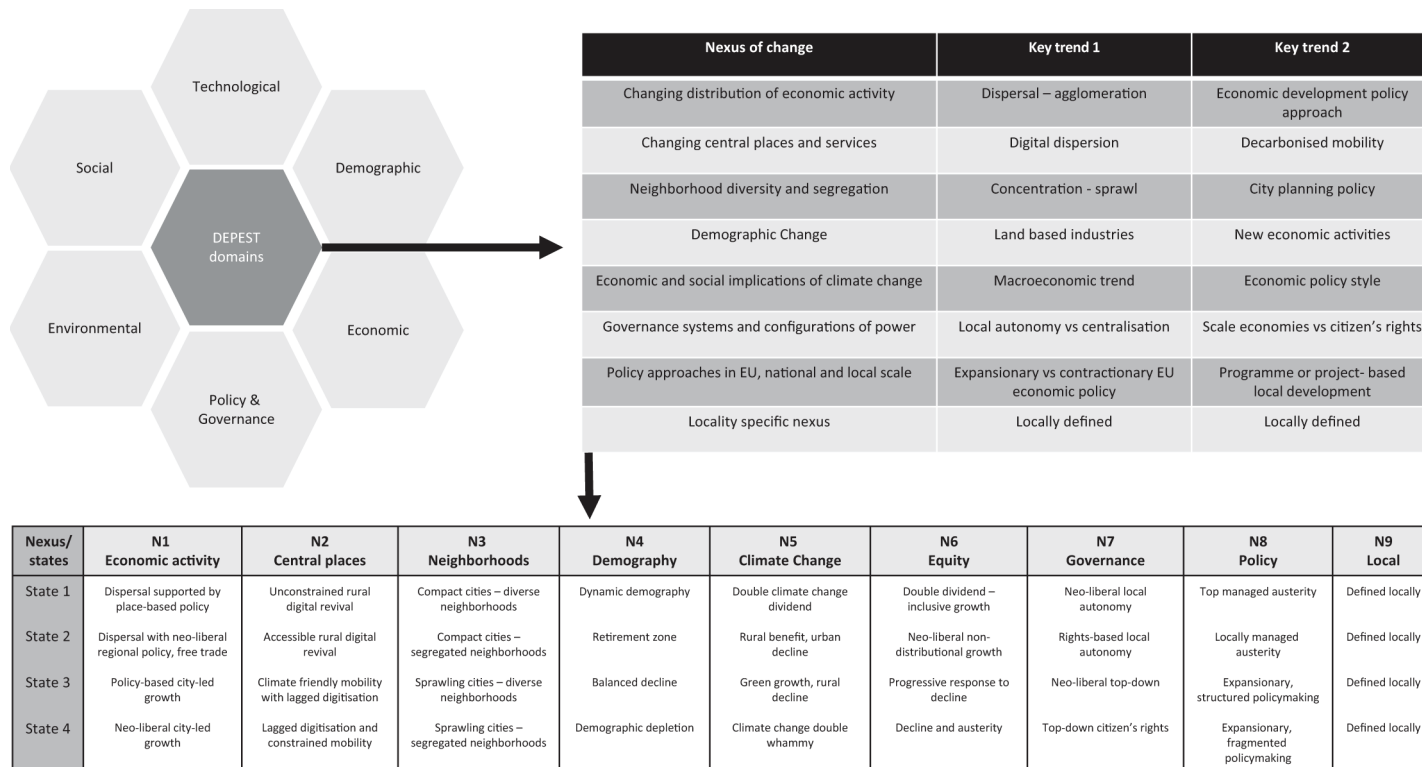 Technological
Social
Demographic
DEPEST
domains
Environmental
Economic
Policy &
Governance
Nexus of change Key trend 1 Key trend 2
Changing distribution of economic activity Dispersal – agglomeration Economic development policy
approach
Changing central places and services Digital dispersion Decarbonised mobility
Neighborhood diversity and segregation Concentration - sprawl City planning policy
Demographic Change Land based industries New economic activities
Economic and social implications of climate change Macroeconomic trend Economic policy style
Governance systems and configurations of power Local autonomy vs centralisation Scale economies vs citizen's rights
Policy approaches in EU, national and local scale Expansionary vs contractionary EU Programme or project- based
economic policy local development
Locality specific nexus Locally defined Locally defined
Nexus/ N1 N2 N3 N4 N5 N6 N7 N8 N9
states Economic activity Central places Neighborhoods Demography Climate Change Equity Governance Policy Local
State 1 Dispersal supported by Unconstrained rural Compact cities – diverse Dynamic demography Double climate change Double dividend – Neo-liberal local Top managed austerity Defined locally
place-based policy digital revival neighborhoods dividend inclusive growth autonomy
State 2 Dispersal with neo-liberal Accessible rural digital Compact cities – Retirement zone Rural benefit, urban Neo-liberal non- Rights-based local Locally managed Defined locally
regional policy, free trade revival segregated neighborhoods decline distributional growth autonomy austerity
State 3 Policy-based city-led Climate friendly mobility Sprawling cities – diverse Balanced decline Green growth, rural Progressive response to Neo-liberal top-down Expansionary, Defined locally
growth with lagged digitisation neighborhoods decline decline structured policymaking
State 4 Neo-liberal city-led Lagged digitisation and Sprawling cities – Demographic depletion Climate change double Decline and austerity Top-down citizen's rights Expansionary, Defined locally
growth constrained mobility segregated neighborhoods whammy fragmented
policymaking